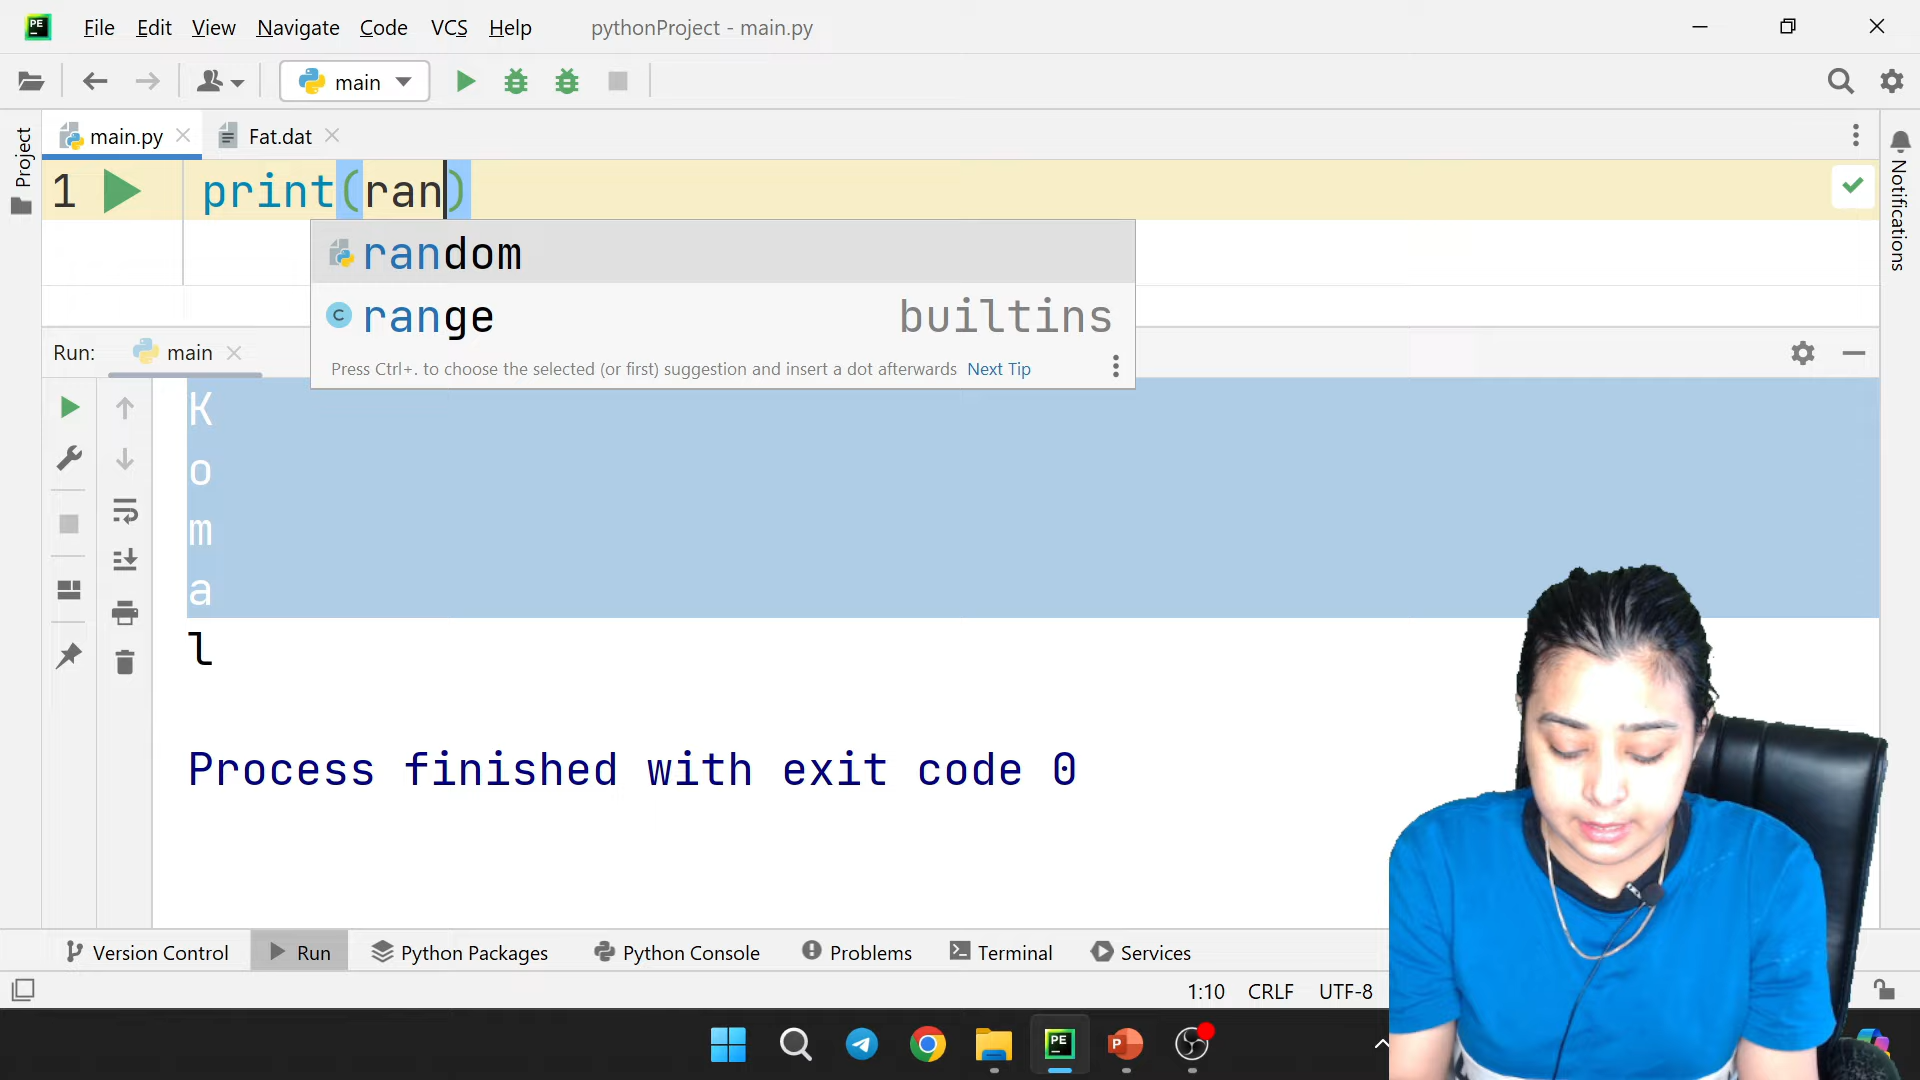 PE File Edit View Navigate Code VCS Help pythonProject - main.py
main
Project
main.py Fat.dat
1 print(ran)
random
range builtins
Press Ctrl+. to choose the selected (or first) suggestion and insert a dot afterwards Next Tip
Notifications
Run: main
K
o
m
a
l
Process finished with exit code 0
Version Control Run Python Packages Python Console Problems Terminal Services
1:10 CRLF UTF-8
PE P